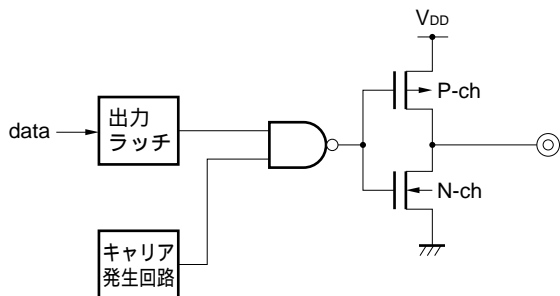 VDD
P-ch
出力
ラッチ
data
N-ch
キャリア
発生回路